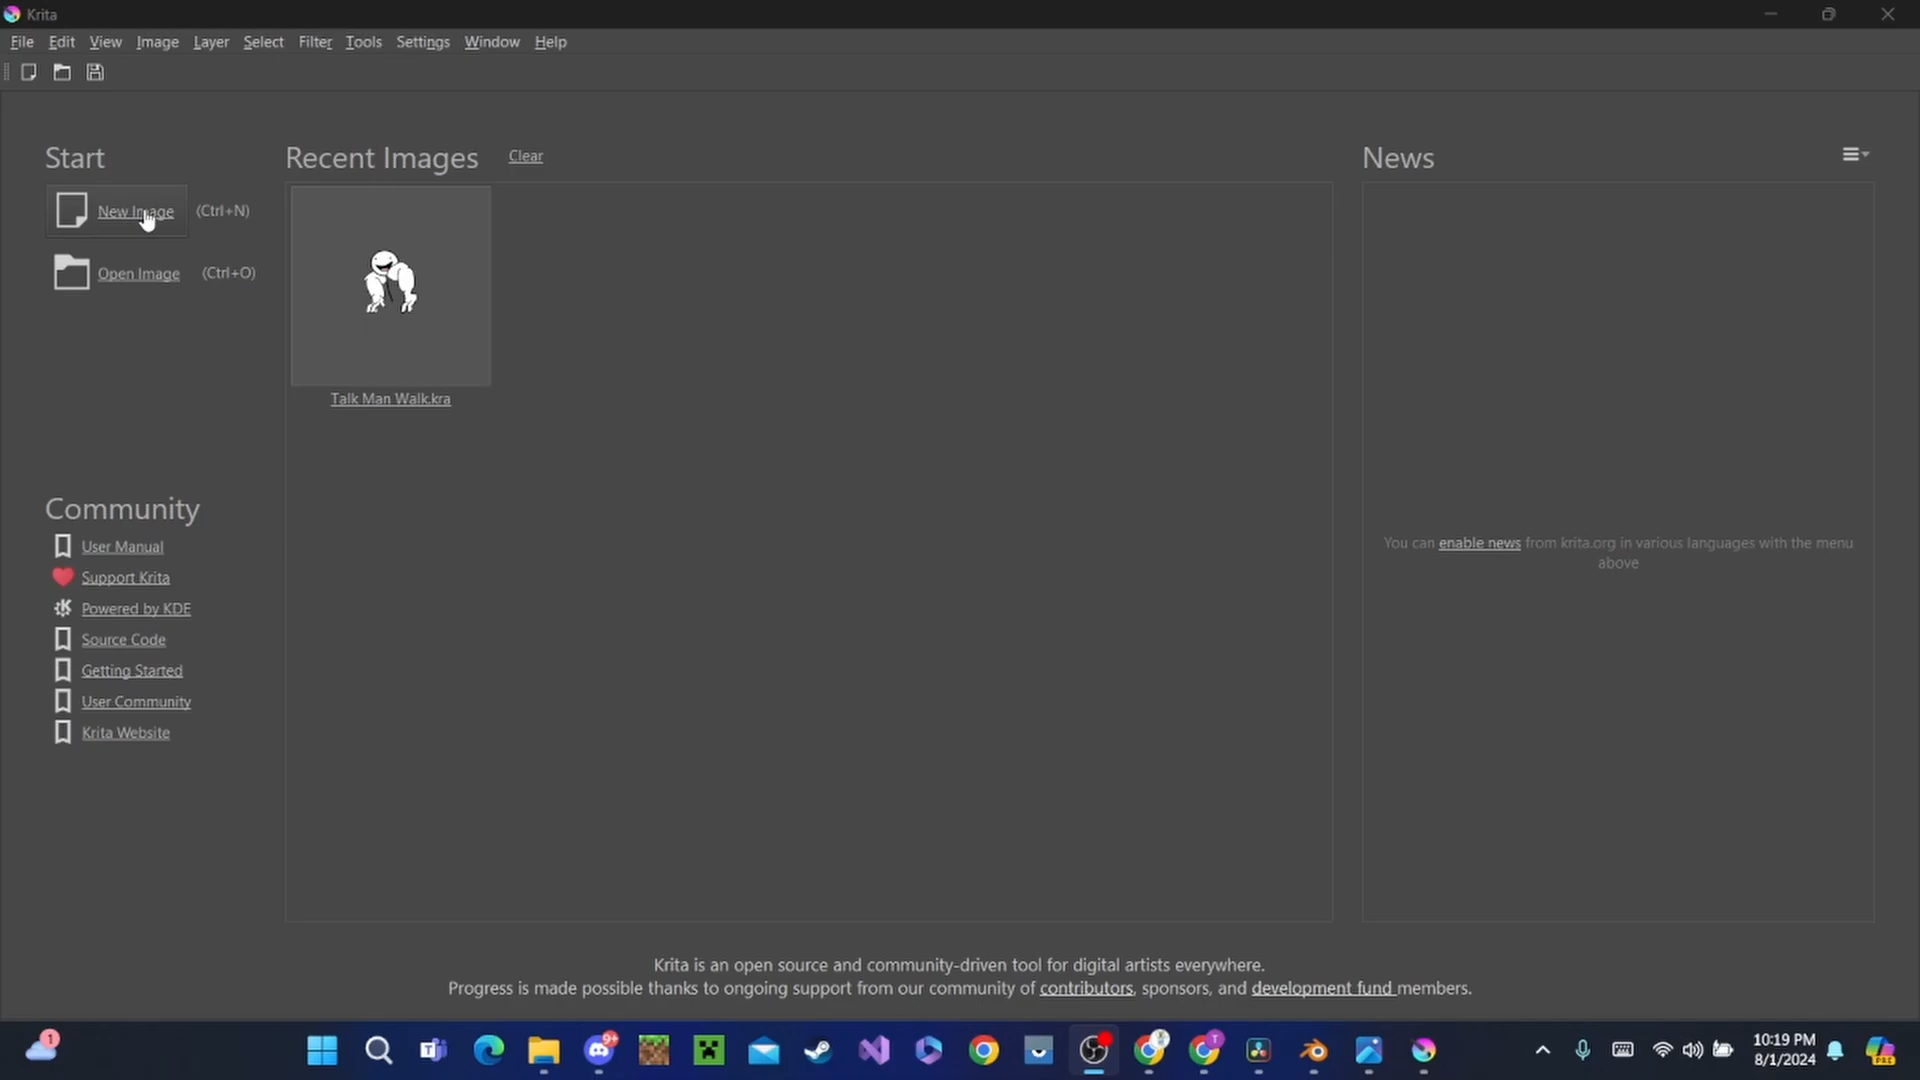 Krita
File Edit View Image Layer Select Filter Tools Settings Window Help
Start
New Image (Ctrl+N)
Open Image (Ctrl+O)
Recent Images Clear
Talk Man Walk.kra
News
You can enable news from krita.org in various languages with the menu
above
Community
User Manual
Support Krita
Powered by KDE
Source Code
Getting Started
User Community
Krita Website
Krita is an open source and community-driven tool for digital artists everywhere.
Progress is made possible thanks to ongoing support from our community of contributors, sponsors, and development fund members.
1
9+
T
10:19 PM
8/1/2024
PRE